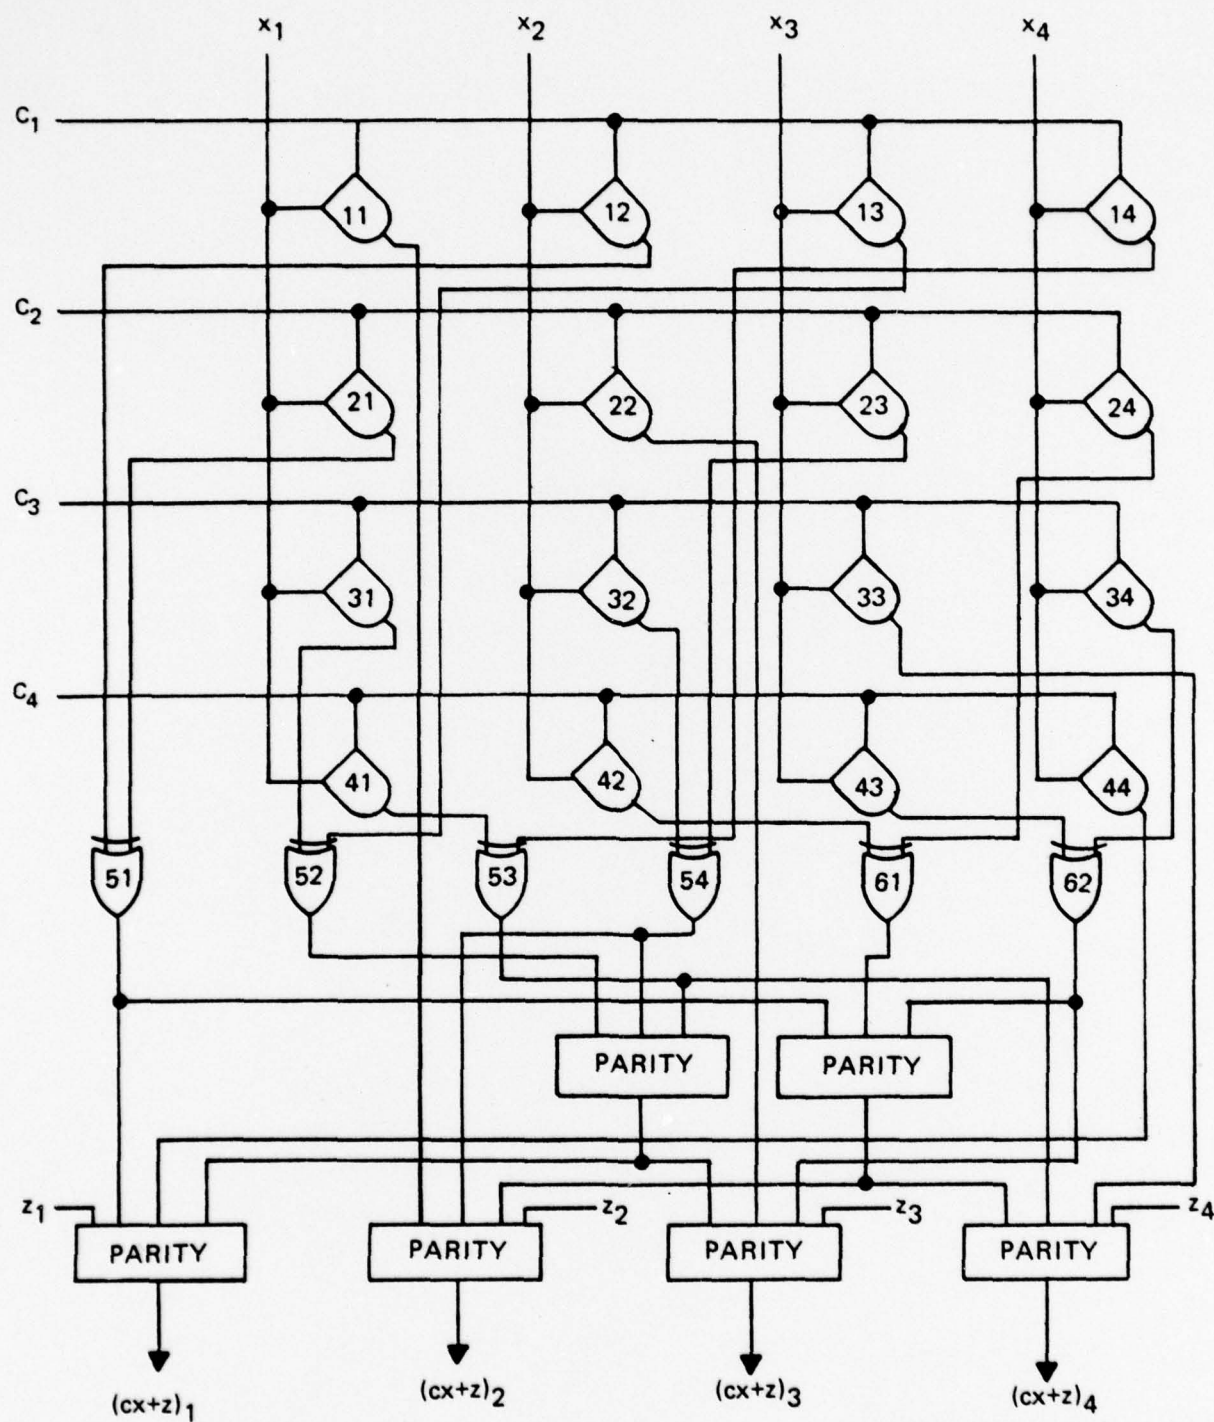 x1 x2 x3 x4
C1
11 12 13 14
C2
21 22 23 24
C3
31 32 33 34
C4
41 42 43 44
51 52 53 54 61 62
PARITY PARITY
z1 z2 z3 z4
PARITY PARITY PARITY PARITY
(cx+z)1 (cx+z)2 (cx+z)3 (cx+z)4